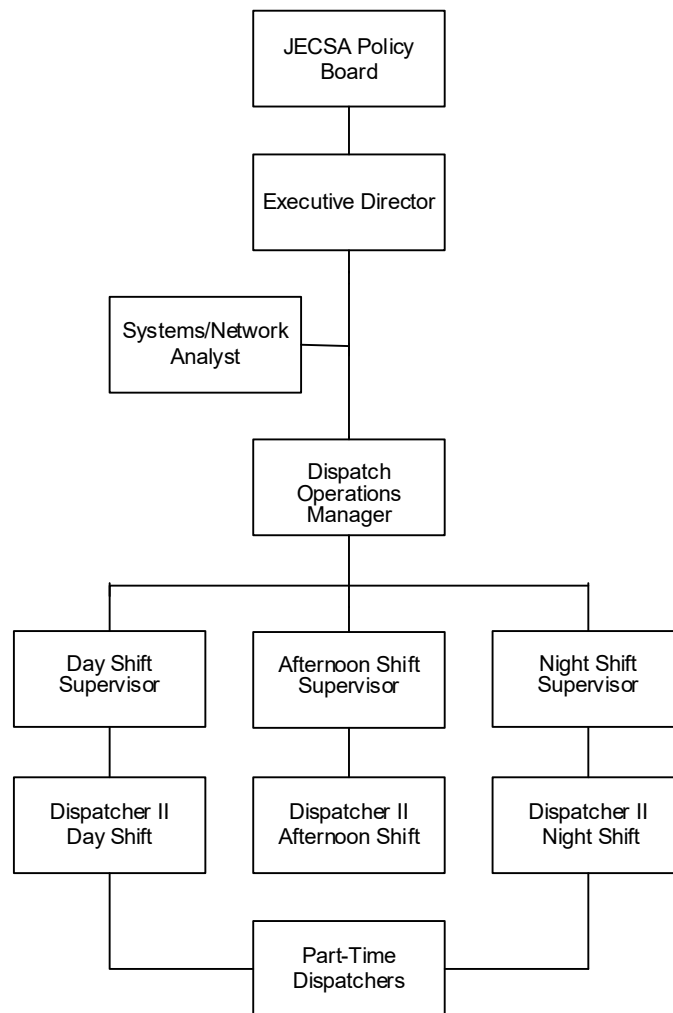 JECSA Policy
Board
Executive Director
Systems/Network
Analyst
Dispatch
Operations
Manager
Day Shift
Supervisor
Afternoon Shift
Supervisor
Night Shift
Supervisor
Dispatcher II
Day Shift
Dispatcher II
Afternoon Shift
Dispatcher II
Night Shift
Part-Time
Dispatchers